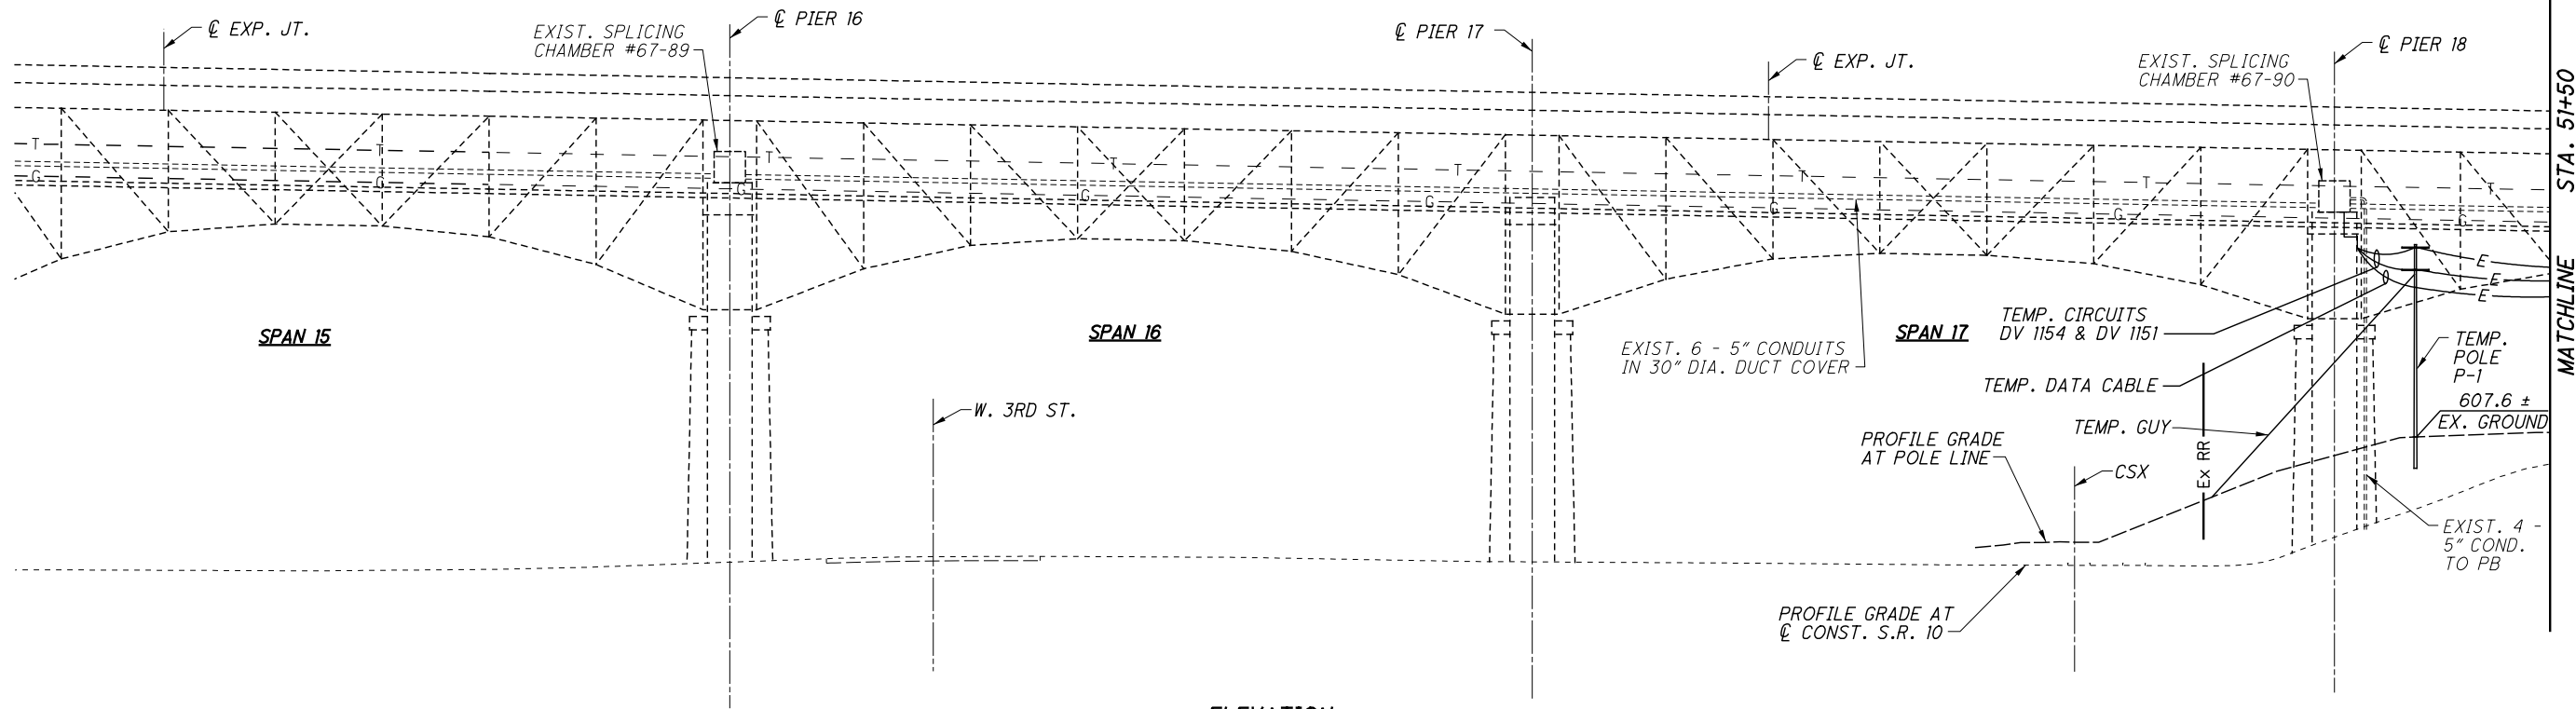 ℄ EXP. JT.
EXIST. SPLICING
CHAMBER #67-89
℄ PIER 16
℄ PIER 17
℄ EXP. JT.
EXIST. SPLICING
CHAMBER #67-90
℄ PIER 18
MATCHLINE STA. 51+50
T
T
T
T
T
T
T
G
G
G
G
G
G
G
G
E
E
E
SPAN 15
SPAN 16
SPAN 17
EXIST. 6 - 5" CONDUITS
IN 30" DIA. DUCT COVER
TEMP. CIRCUITS
DV 1154 & DV 1151
TEMP. DATA CABLE
TEMP. GUY
TEMP.
POLE
P-1
607.6 ±
EX. GROUND
W. 3RD ST.
PROFILE GRADE
AT POLE LINE
CSX
Ex RR
EXIST. 4 -
5" COND.
TO PB
PROFILE GRADE AT
℄ CONST. S.R. 10
ELEVATION